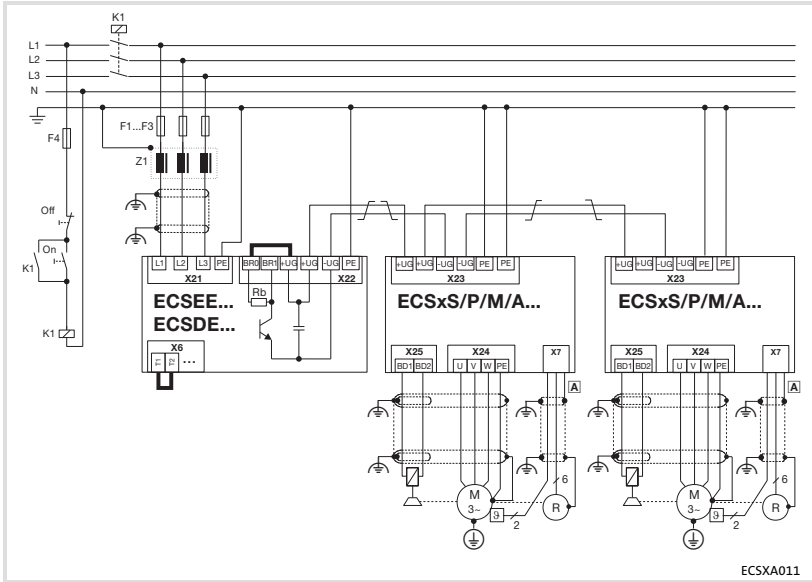 K1
L1
L2
L3
N
F4
F1...F3
Z1
Off
On
K1
K1
L1 L2 L3 PE
X21
BR0 BR1 +UG +UG -UG PE
X22
ECSEE...
ECSDE...
Rb
X6
T1 T2 ...
+UG +UG -UG -UG PE PE
X23
ECSxS/P/M/A...
X25 X24 X7
BD1 BD2 U V W PE
A
M
3~
ϑ
2
6
R
+UG +UG -UG -UG PE PE
X23
ECSxS/P/M/A...
X25 X24 X7
BD1 BD2 U V W PE
A
M
3~
ϑ
2
6
R
ECSXA011